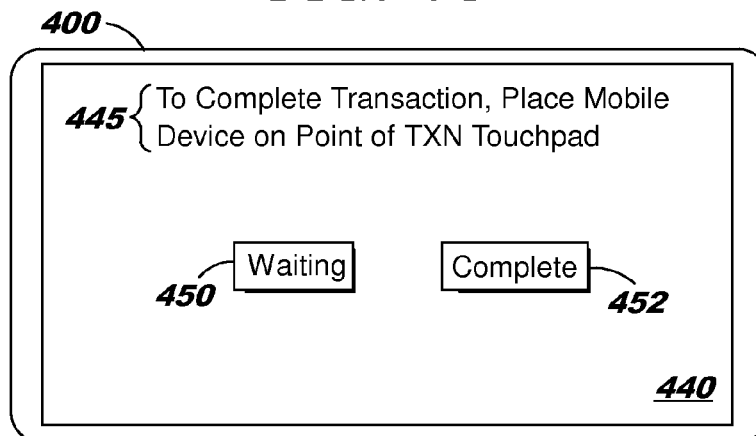 400
445 To Complete Transaction, Place Mobile
Device on Point of TXN Touchpad
Waiting Complete
450 452
440